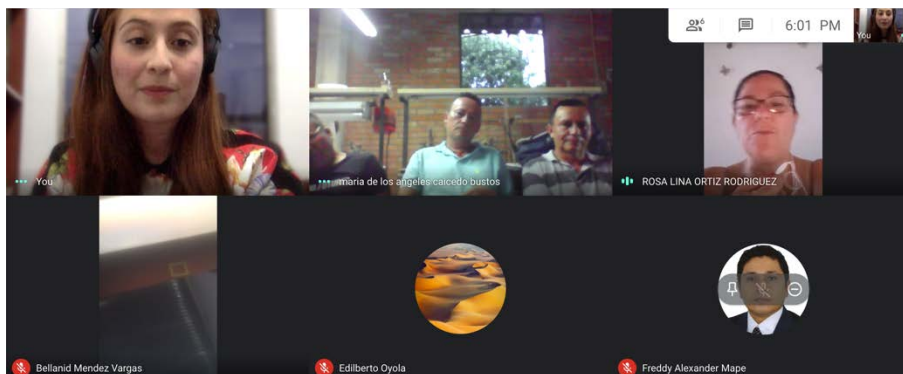 6
6:01 PM
You
You
maria de los angeles caicedo bustos
ROSA LINA ORTIZ RODRIGUEZ
Bellanid Mendez Vargas
Edilberto Oyola
Freddy Alexander Mape